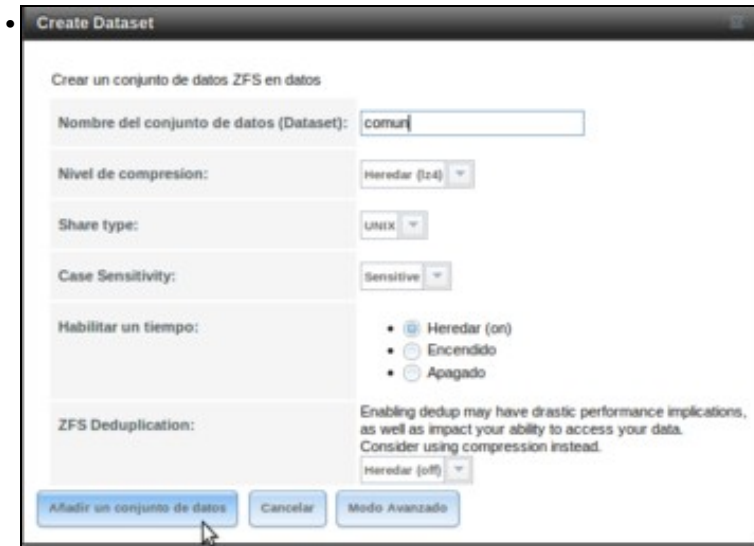 Create Dataset
Crear un conjunto de datos ZFS en datos
Nombre del conjunto de datos (Dataset): comun
Nivel de compresion: Heredar (lz4)
Share type: UNIX
Case Sensitivity: Sensitive
Habilitar un tiempo:
• Heredar (on)
• Encendido
• Apagado
ZFS Deduplication:
Enabling dedup may have drastic performance implications,
as well as impact your ability to access your data.
Consider using compression instead.
Heredar (off)
Añadir un conjunto de datos Cancelar Modo Avanzado